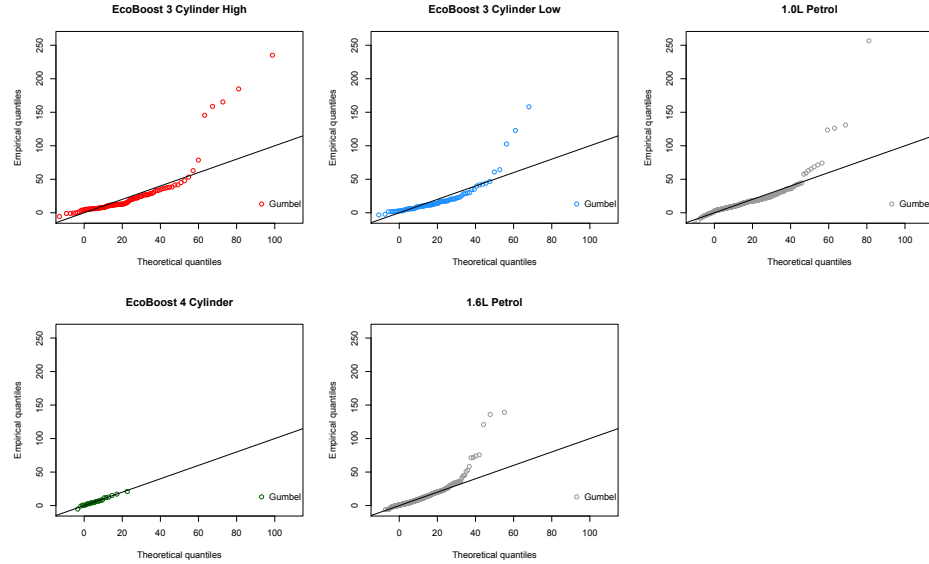 EcoBoost 3 Cylinder High
Empirical quantiles
250
200
150
100
50
0
Gumbel
0 20 40 60 80 100
Theoretical quantiles
EcoBoost 3 Cylinder Low
Empirical quantiles
250
200
150
100
50
0
Gumbel
0 20 40 60 80 100
Theoretical quantiles
1.0L Petrol
Empirical quantiles
250
200
150
100
50
0
Gumbel
0 20 40 60 80 100
Theoretical quantiles
EcoBoost 4 Cylinder
Empirical quantiles
250
200
150
100
50
0
Gumbel
0 20 40 60 80 100
Theoretical quantiles
1.6L Petrol
Empirical quantiles
250
200
150
100
50
0
Gumbel
0 20 40 60 80 100
Theoretical quantiles